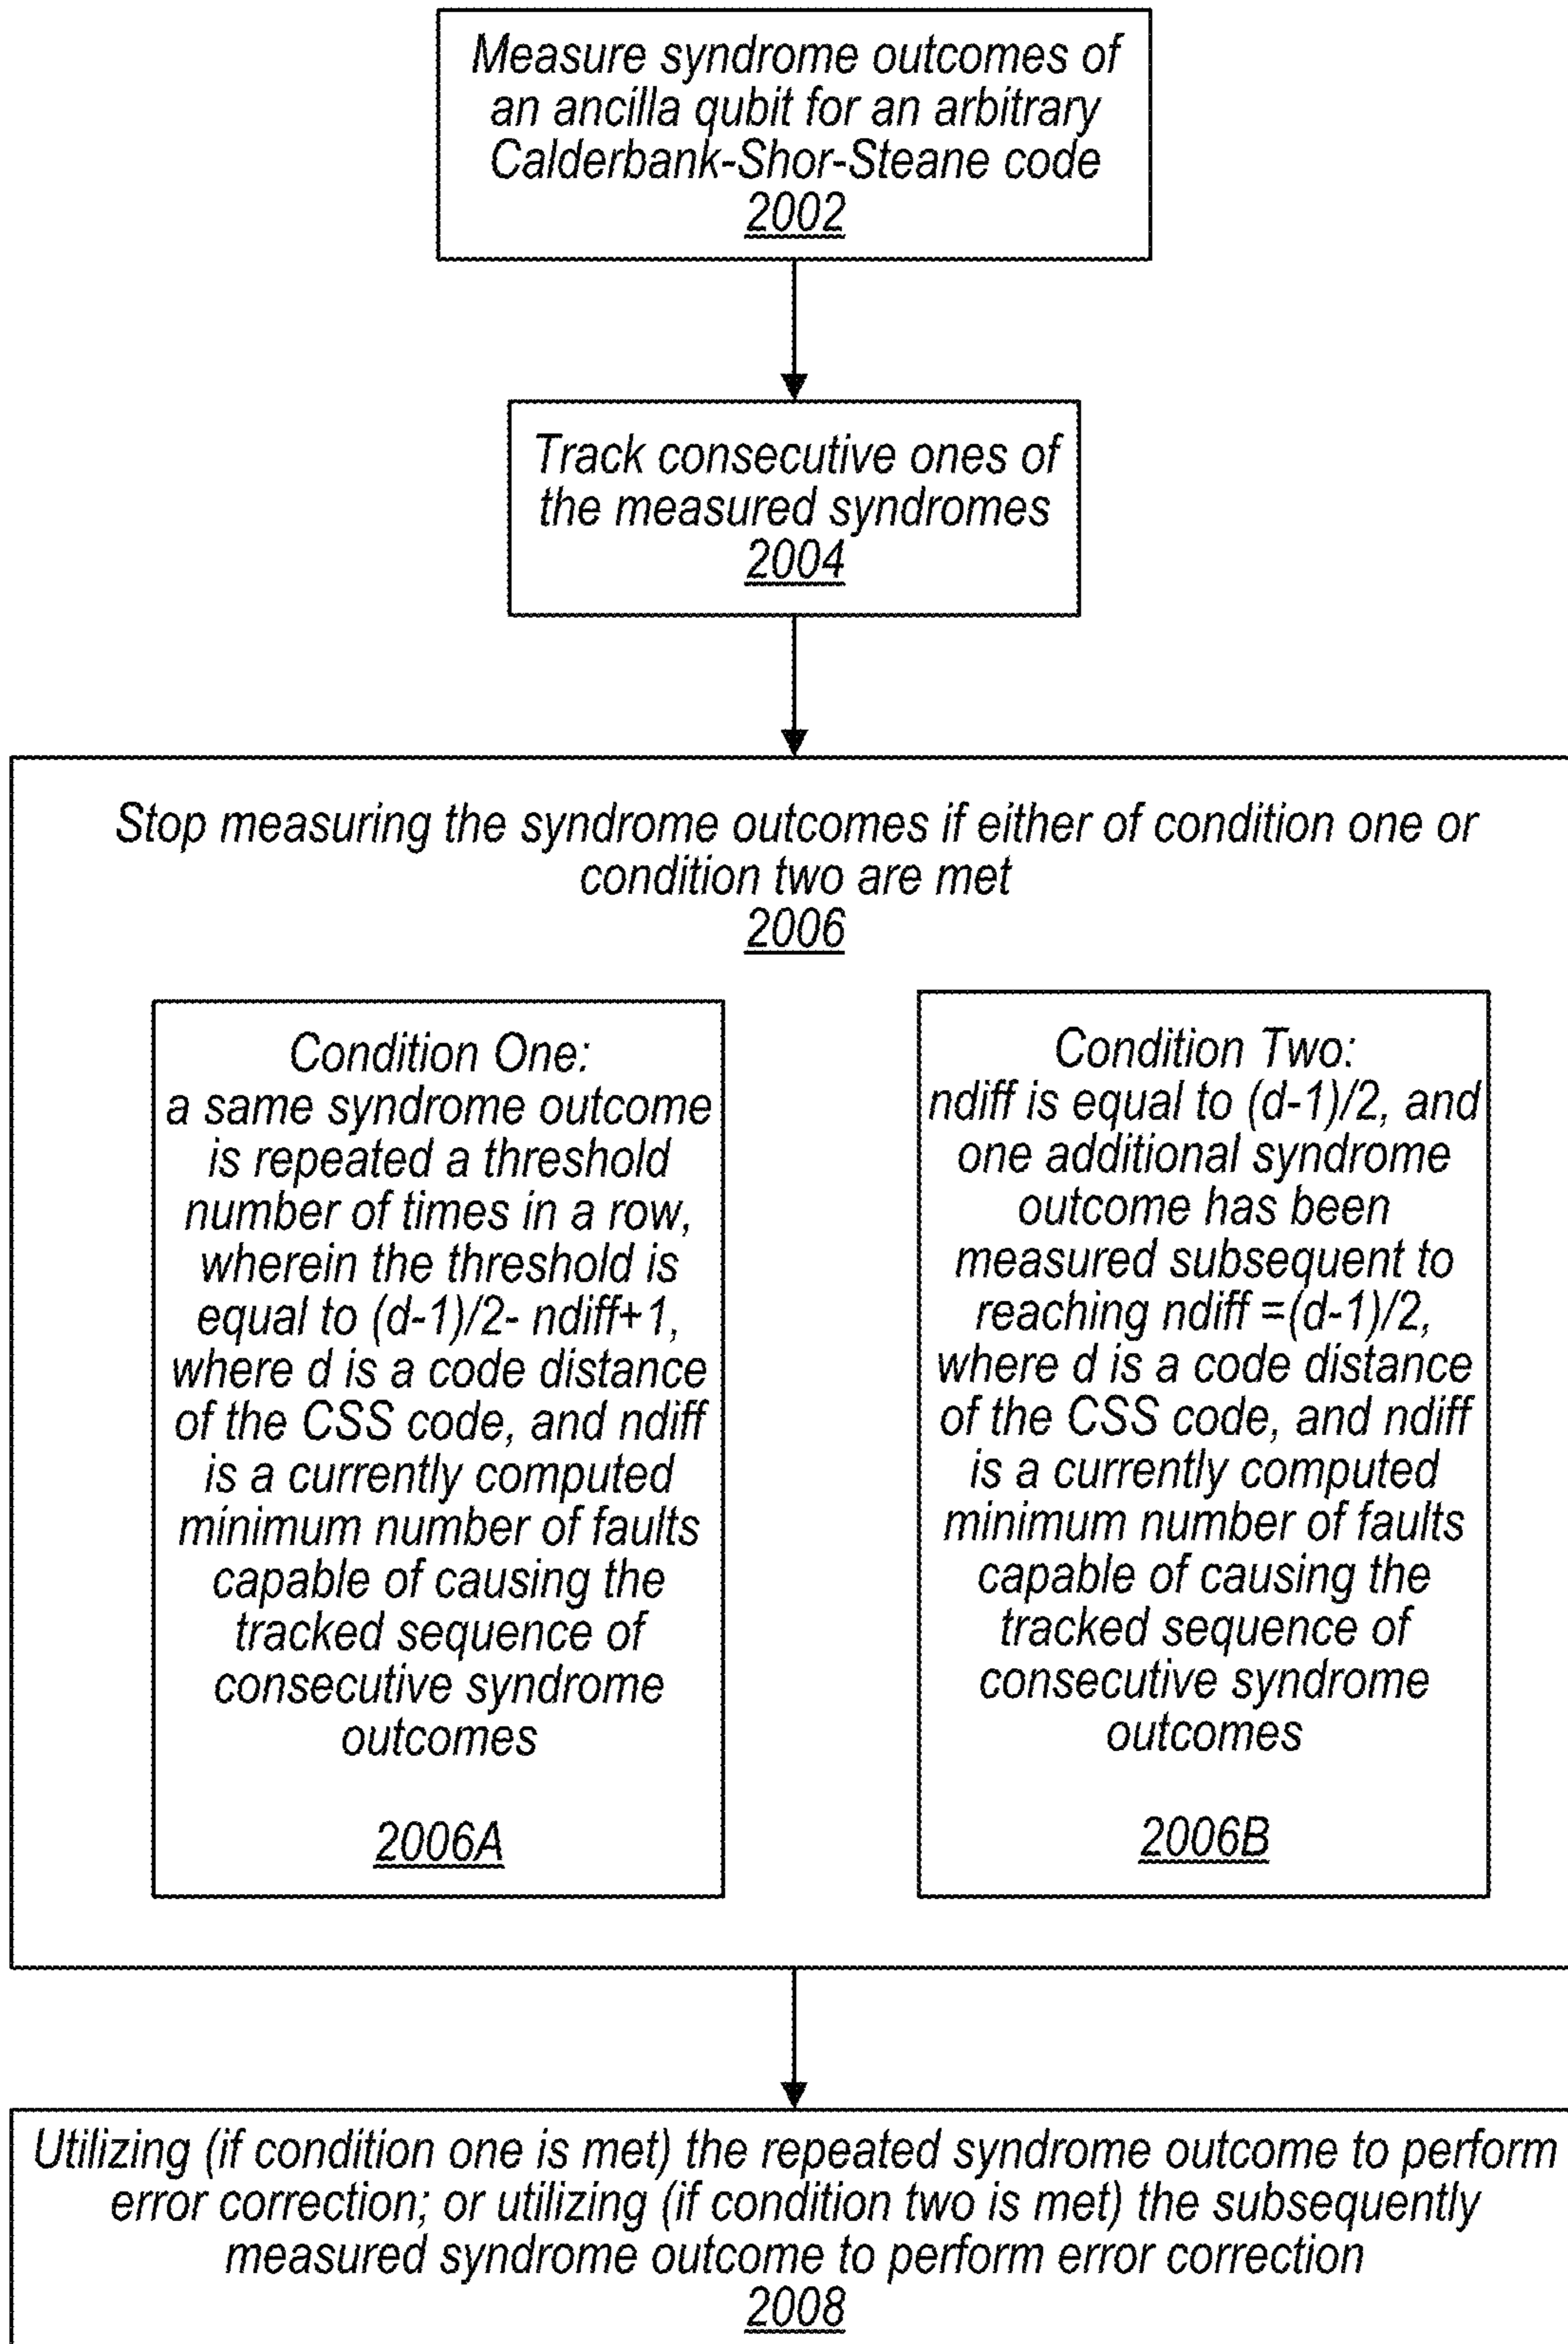 Measure syndrome outcomes of
an ancilla qubit for an arbitrary
Calderbank-Shor-Steane code
2002
Track consecutive ones of
the measured syndromes
2004
Stop measuring the syndrome outcomes if either of condition one or
condition two are met
2006
Condition One:
a same syndrome outcome
is repeated a threshold
number of times in a row,
wherein the threshold is
equal to (d-1)/2- ndiff+1,
where d is a code distance
of the CSS code, and ndiff
is a currently computed
minimum number of faults
capable of causing the
tracked sequence of
consecutive syndrome
outcomes
2006A
Condition Two:
ndiff is equal to (d-1)/2, and
one additional syndrome
outcome has been
measured subsequent to
reaching ndiff =(d-1)/2,
where d is a code distance
of the CSS code, and ndiff
is a currently computed
minimum number of faults
capable of causing the
tracked sequence of
consecutive syndrome
outcomes
2006B
Utilizing (if condition one is met) the repeated syndrome outcome to perform
error correction; or utilizing (if condition two is met) the subsequently
measured syndrome outcome to perform error correction
2008